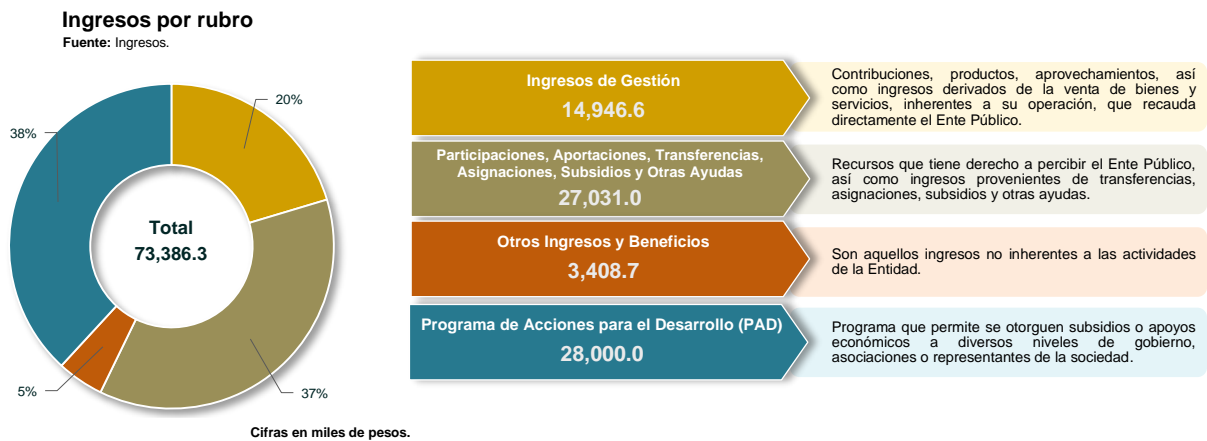 Ingresos por rubro
Fuente: Ingresos.
20%
38%
Total
73,386.3
5%
37%
Ingresos de Gestión
14,946.6
Contribuciones, productos, aprovechamientos, así
como ingresos derivados de la venta de bienes y
servicios, inherentes a su operación, que recauda
directamente el Ente Público.
Participaciones, Aportaciones, Transferencias,
Asignaciones, Subsidios y Otras Ayudas
27,031.0
Recursos que tiene derecho a percibir el Ente Público,
así como ingresos provenientes de transferencias,
asignaciones, subsidios y otras ayudas.
Otros Ingresos y Beneficios
3,408.7
Son aquellos ingresos no inherentes a las actividades
de la Entidad.
Programa de Acciones para el Desarrollo (PAD)
28,000.0
Programa que permite se otorguen subsidios o apoyos
económicos a diversos niveles de gobierno,
asociaciones o representantes de la sociedad.
Cifras en miles de pesos.